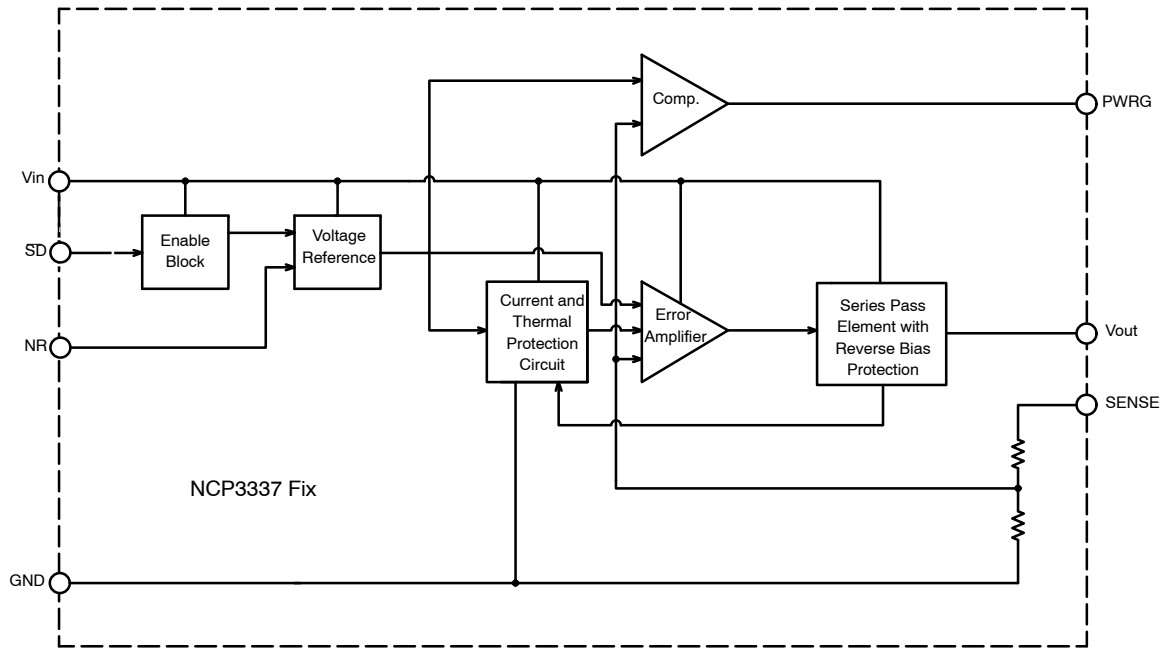 Comp.
PWRG
Vin
Enable
Block
Voltage
Reference
S̅D̅
NR
Current and
Thermal
Protection
Circuit
Error
Amplifier
Series Pass
Element with
Reverse Bias
Protection
Vout
SENSE
NCP3337 Fix
GND